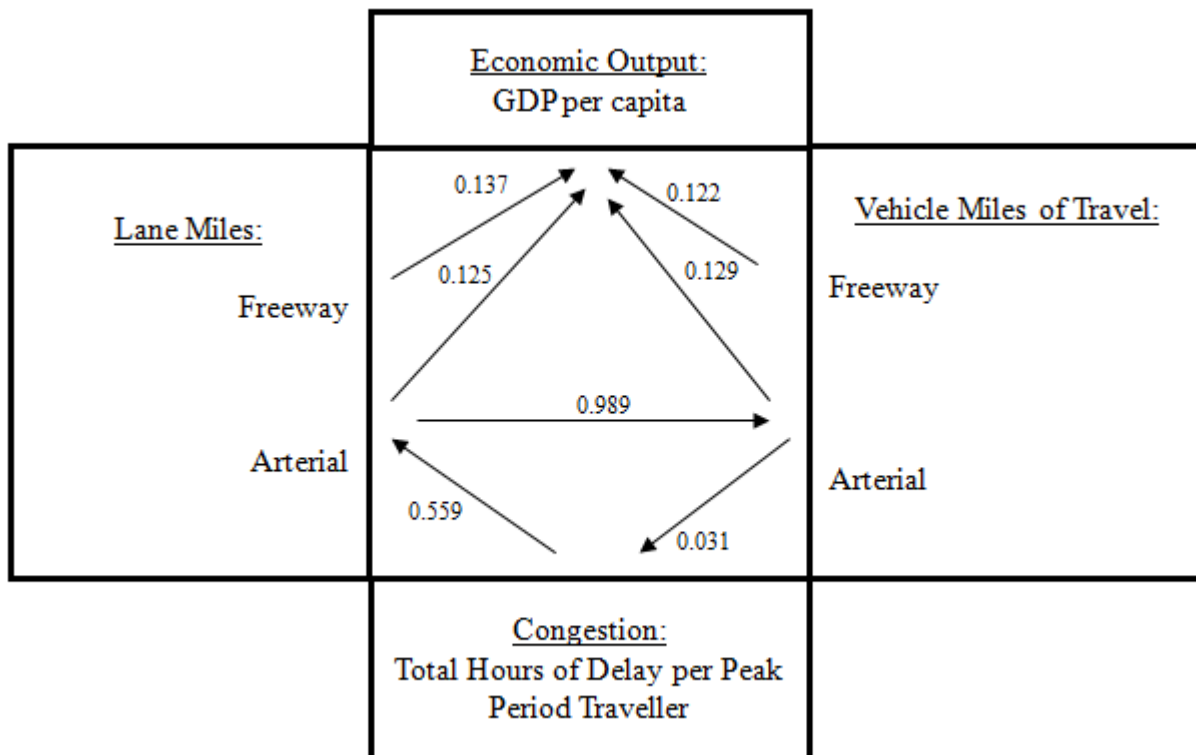 Economic Output:
GDP per capita
Lane Miles:
Freeway
Arterial
0.137
0.122
0.125
0.129
0.989
0.559
0.031
Vehicle Miles of Travel:
Freeway
Arterial
Congestion:
Total Hours of Delay per Peak
Period Traveller